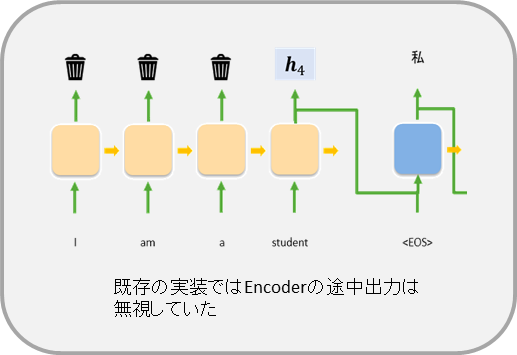 h4
私
I
am
a
student
<EOS>
既存の実装ではEncoderの途中出力は
無視していた